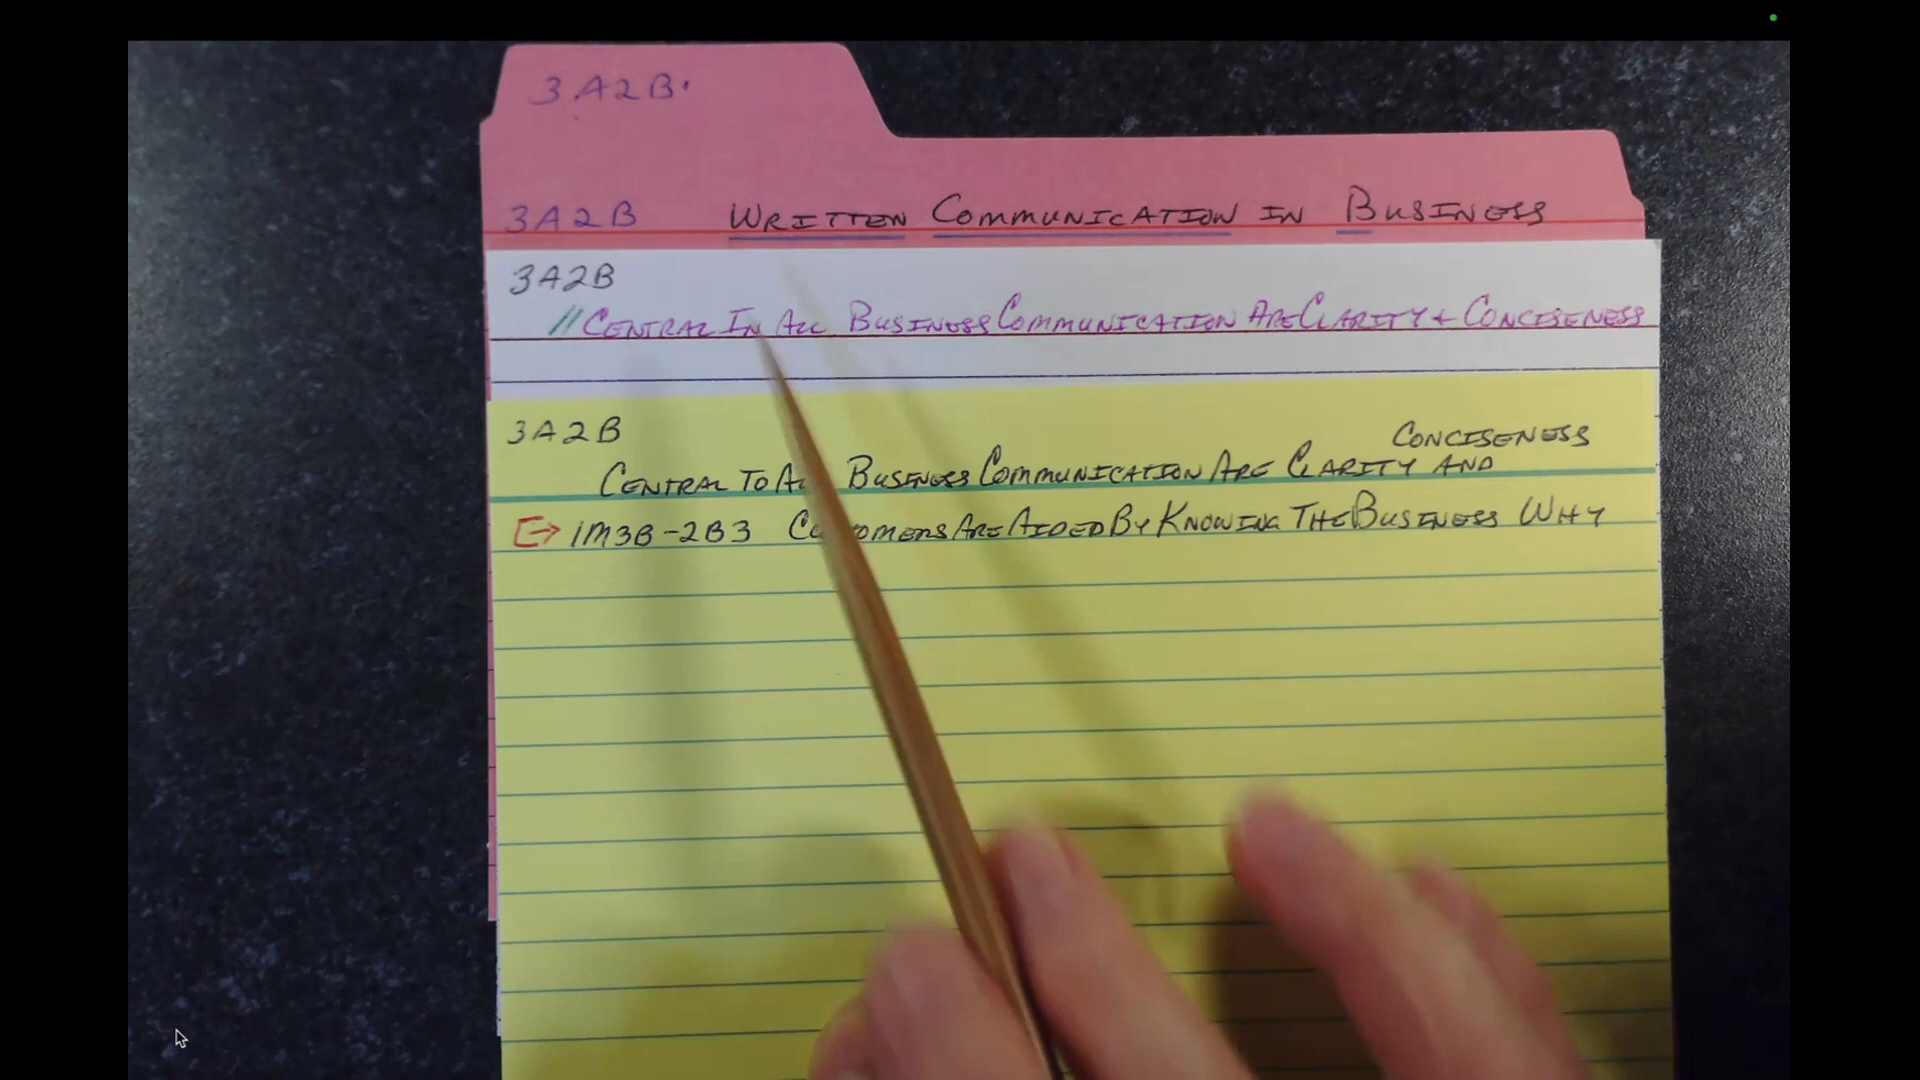 3A2B.
3A2B WRITTEN COMMUNICATION IN BUSINESS
3A2B
// CENTRAL IN ALL BUSINESS COMMUNICATION ARE CLARITY + CONCISENESS
3A2B
CONCISENESS
CENTRAL TO BUSINESS COMMUNICATION ARE CLARITY AND
1M3B-2B3 ARE AIDED BY KNOWING THE BUSINESS WHY